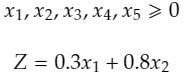 x₁, x₂, x₃, x₄, x₅ ⩾ 0
Z = 0.3x₁ + 0.8x₂